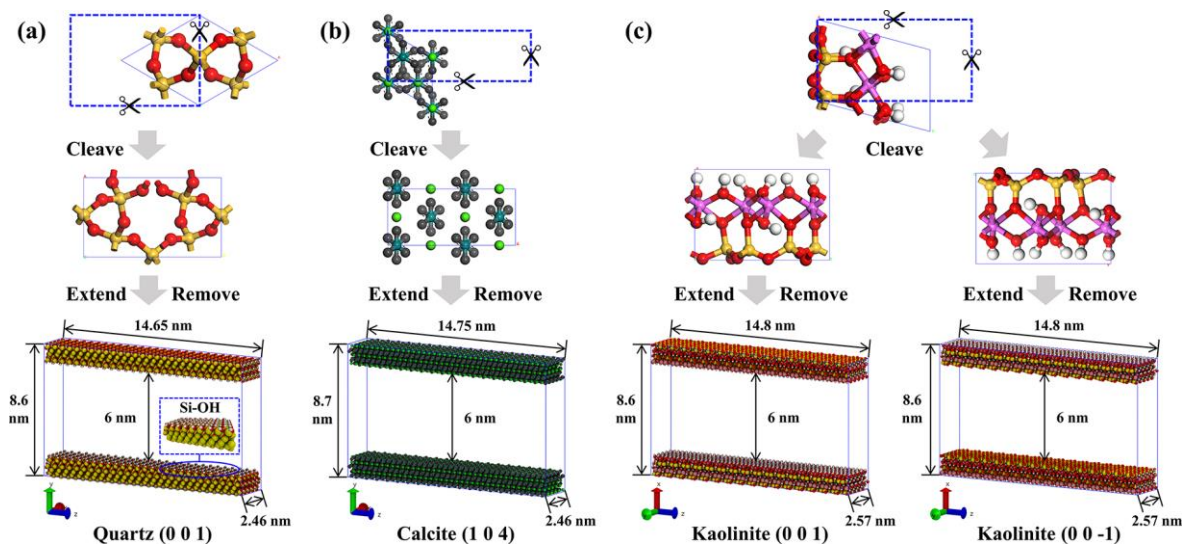 (a)
(b)
(c)
Cleave
Cleave
Cleave
Extend Remove
Extend Remove
Extend Remove
Extend Remove
14.65 nm
14.75 nm
14.8 nm
14.8 nm
8.6
nm
6 nm
Si-OH
8.7
nm
6 nm
8.6
nm
6 nm
8.6
nm
6 nm
2.46 nm
2.46 nm
2.57 nm
2.57 nm
y
z
y
z
x
z
x
z
Quartz (0 0 1)
Calcite (1 0 4)
Kaolinite (0 0 1)
Kaolinite (0 0 -1)